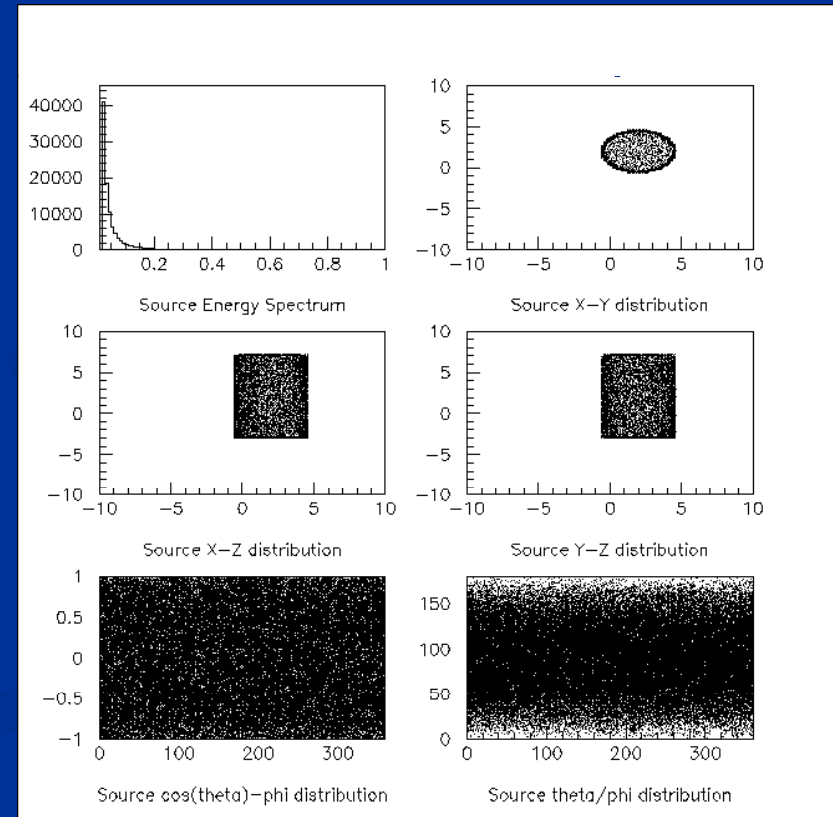 40000
30000
20000
10000
0
0.2 0.4 0.6 0.8 1
Source Energy Spectrum
10
5
0
−5
−10
−10 −5 0 5 10
Source X−Y distribution
10
5
0
−5
−10
−10 −5 0 5 10
Source X−Z distribution
10
5
0
−5
−10
−10 −5 0 5 10
Source Y−Z distribution
1
0.5
0
−0.5
−1
0 100 200 300
Source cos(theta)−phi distribution
150
100
50
0
0 100 200 300
Source theta/phi distribution